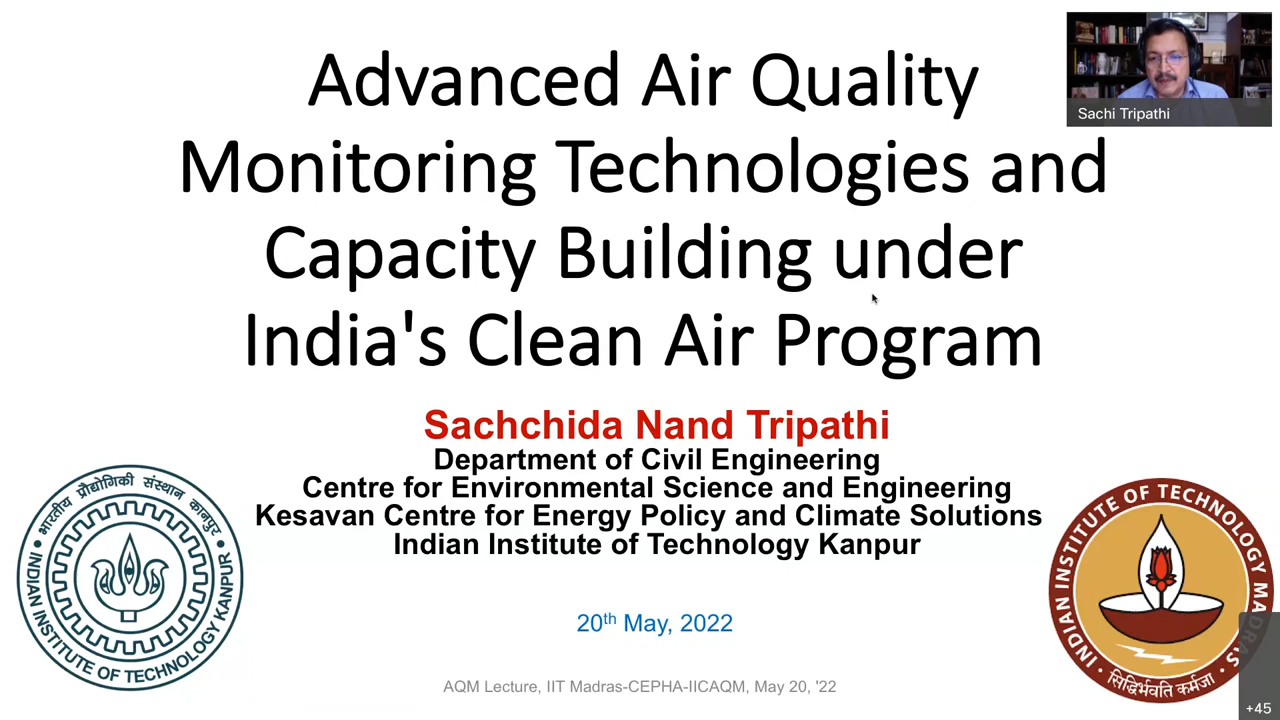 Advanced Air Quality
Monitoring Technologies and
Capacity Building under
India's Clean Air Program
Sachi Tripathi
Sachchida Nand Tripathi
Department of Civil Engineering
Centre for Environmental Science and Engineering
Kesavan Centre for Energy Policy and Climate Solutions
Indian Institute of Technology Kanpur
20th May, 2022
AQM Lecture, IIT Madras-CEPHA-IICAQM, May 20, '22
भारतीय प्रौद्योगिकी संस्थान कानपुर
INDIAN INSTITUTE OF TECHNOLOGY KANPUR
INDIAN INSTITUTE OF TECHNOLOGY MADRAS
सिद्धिर्भवति कर्मजा
+45